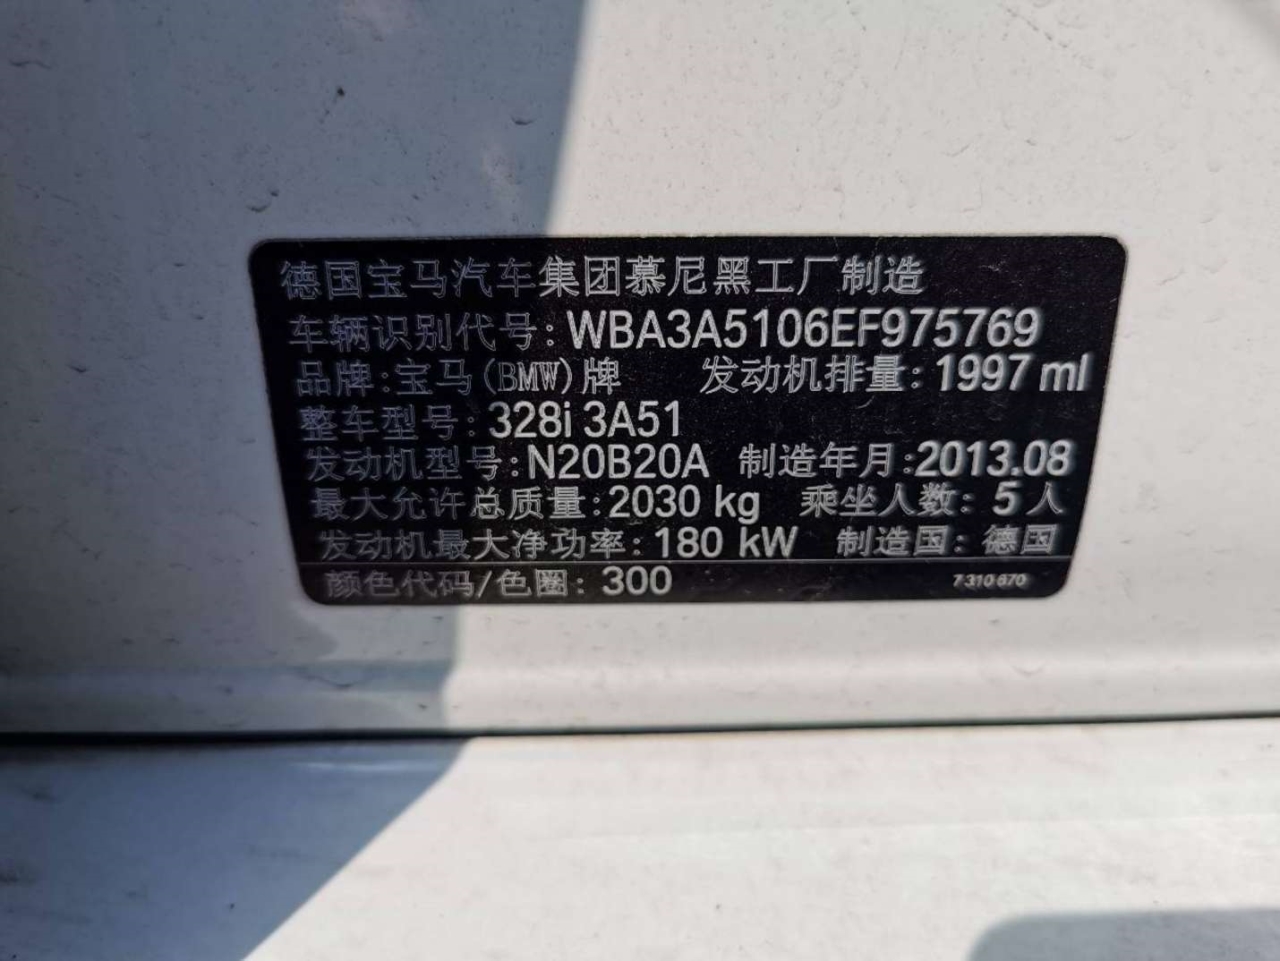 德国宝马汽车集团慕尼黑工厂制造
车辆识别代号: WBA3A5106EF975769
品牌:宝马(BMW)牌 发动机排量: 1997 ml
整车型号: 328i 3A51
发动机型号: N20B20A 制造年月:2013.08
最大允许总质量: 2030 kg 乘坐人数: 5 人
发动机最大净功率: 180 kW 制造国: 德国
颜色代码/色圈: 300 7 310 670